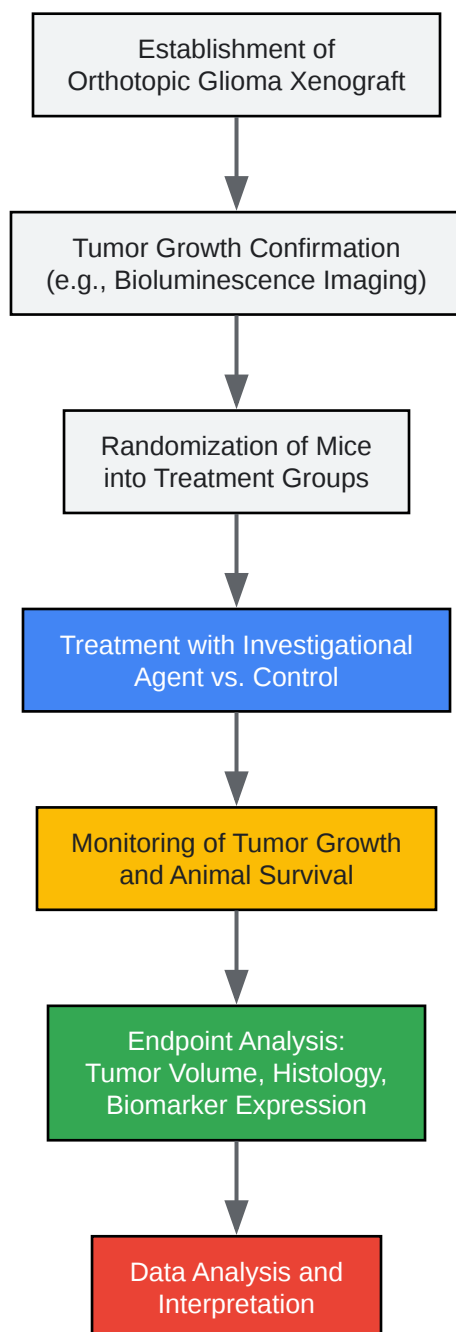 Establishment of
Orthotopic Glioma Xenograft
Tumor Growth Confirmation
(e.g., Bioluminescence Imaging)
Randomization of Mice
into Treatment Groups
Treatment with Investigational
Agent vs. Control
Monitoring of Tumor Growth
and Animal Survival
Endpoint Analysis:
Tumor Volume, Histology,
Biomarker Expression
Data Analysis and
Interpretation